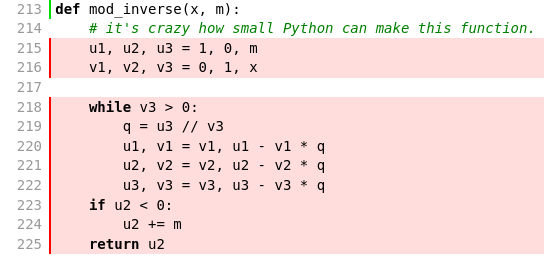 213 def mod_inverse(x, m):
214     # it's crazy how small Python can make this function.
215     u1, u2, u3 = 1, 0, m
216     v1, v2, v3 = 0, 1, x
217
218     while v3 > 0:
219         q = u3 // v3
220         u1, v1 = v1, u1 - v1 * q
221         u2, v2 = v2, u2 - v2 * q
222         u3, v3 = v3, u3 - v3 * q
223     if u2 < 0:
224         u2 += m
225     return u2